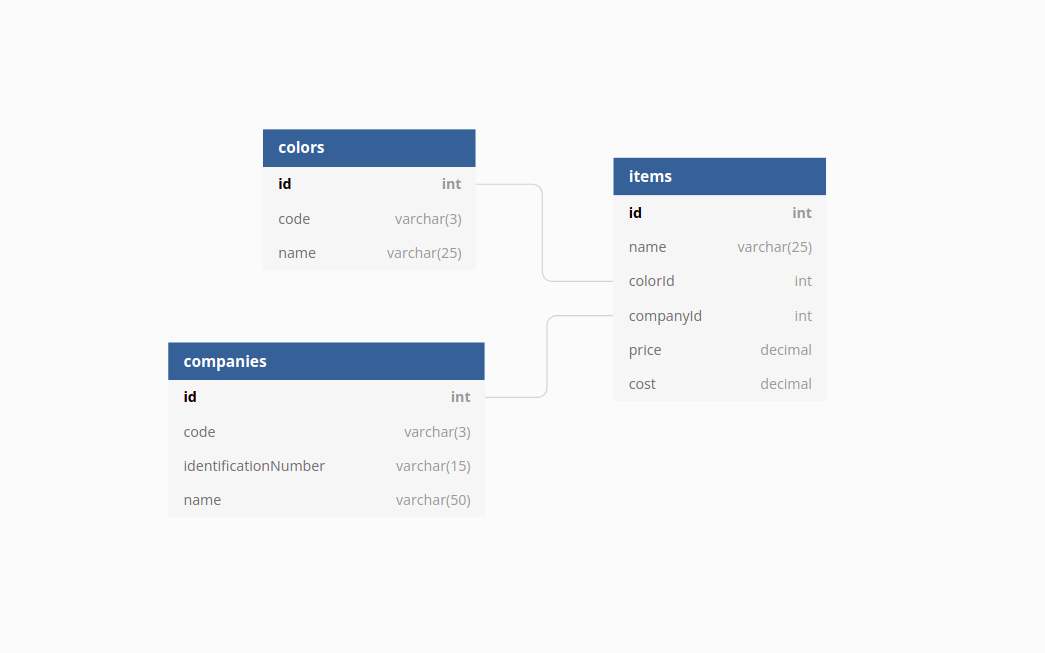 colors
id int
code varchar(3)
name varchar(25)
items
id int
name varchar(25)
colorId int
companyId int
price decimal
cost decimal
companies
id int
code varchar(3)
identificationNumber varchar(15)
name varchar(50)